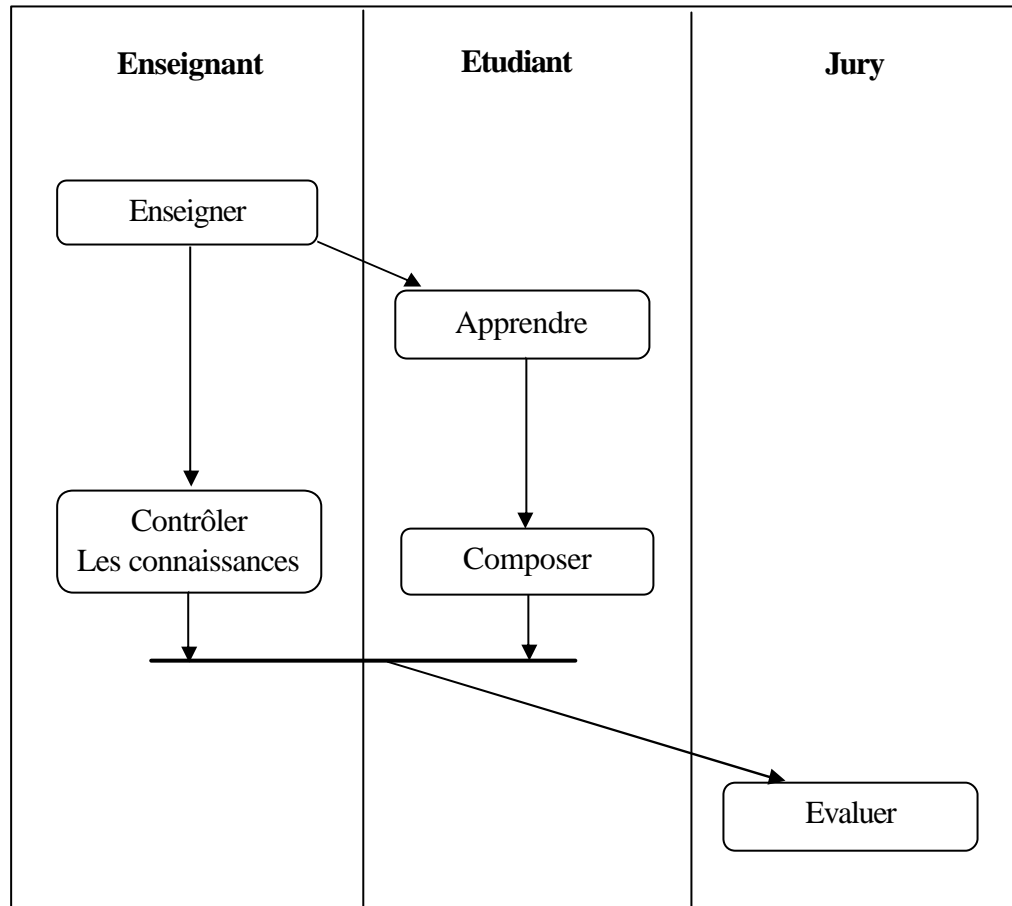 Enseignant
Etudiant
Jury
Enseigner
Apprendre
Contrôler
Les connaissances
Composer
Evaluer